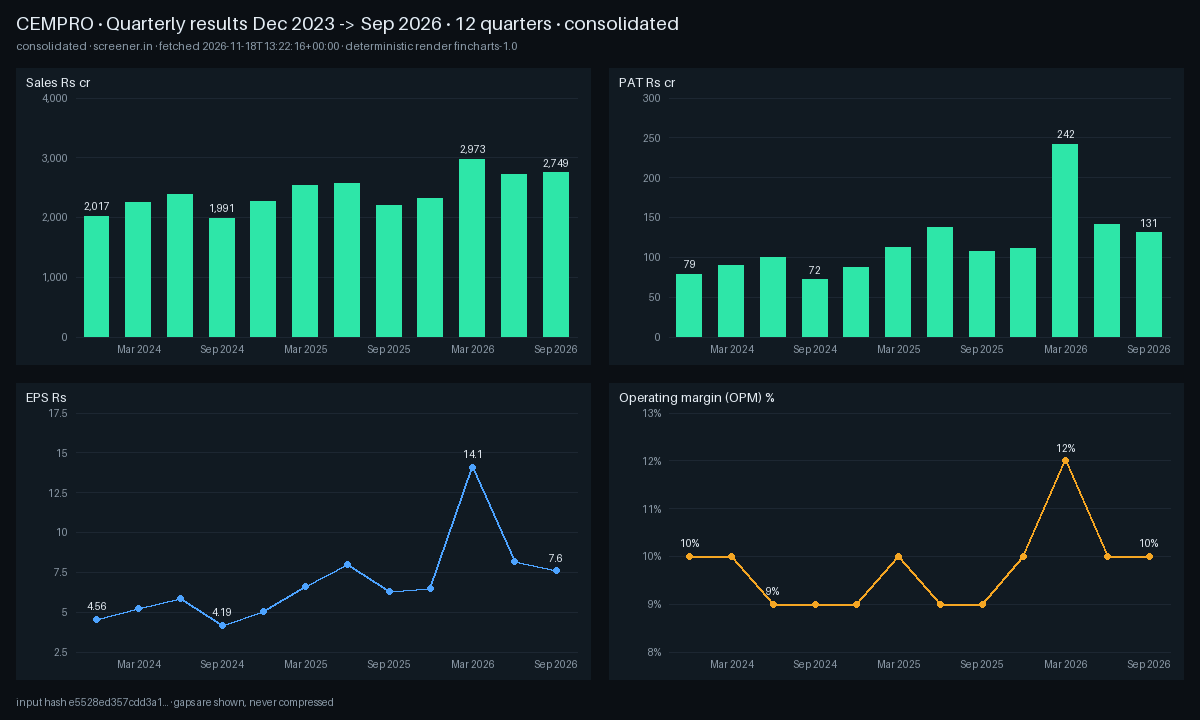 CEMPRO · Quarterly results Dec 2023 -> Sep 2026 · 12 quarters · consolidated
consolidated · screener.in · fetched 2026-11-18T13:22:16+00:00 · deterministic render fincharts-1.0
Sales Rs cr
4,000
3,000
2,000
1,000
0
2,017
1,991
2,973
2,749
Mar 2024
Sep 2024
Mar 2025
Sep 2025
Mar 2026
Sep 2026
PAT Rs cr
300
250
200
150
100
50
0
79
72
242
131
Mar 2024
Sep 2024
Mar 2025
Sep 2025
Mar 2026
Sep 2026
EPS Rs
17.5
15
12.5
10
7.5
5
2.5
4.56
4.19
14.1
7.6
Mar 2024
Sep 2024
Mar 2025
Sep 2025
Mar 2026
Sep 2026
Operating margin (OPM) %
13%
12%
11%
10%
9%
8%
10%
9%
12%
10%
Mar 2024
Sep 2024
Mar 2025
Sep 2025
Mar 2026
Sep 2026
input hash e5528ed357cdd3a1… · gaps are shown, never compressed